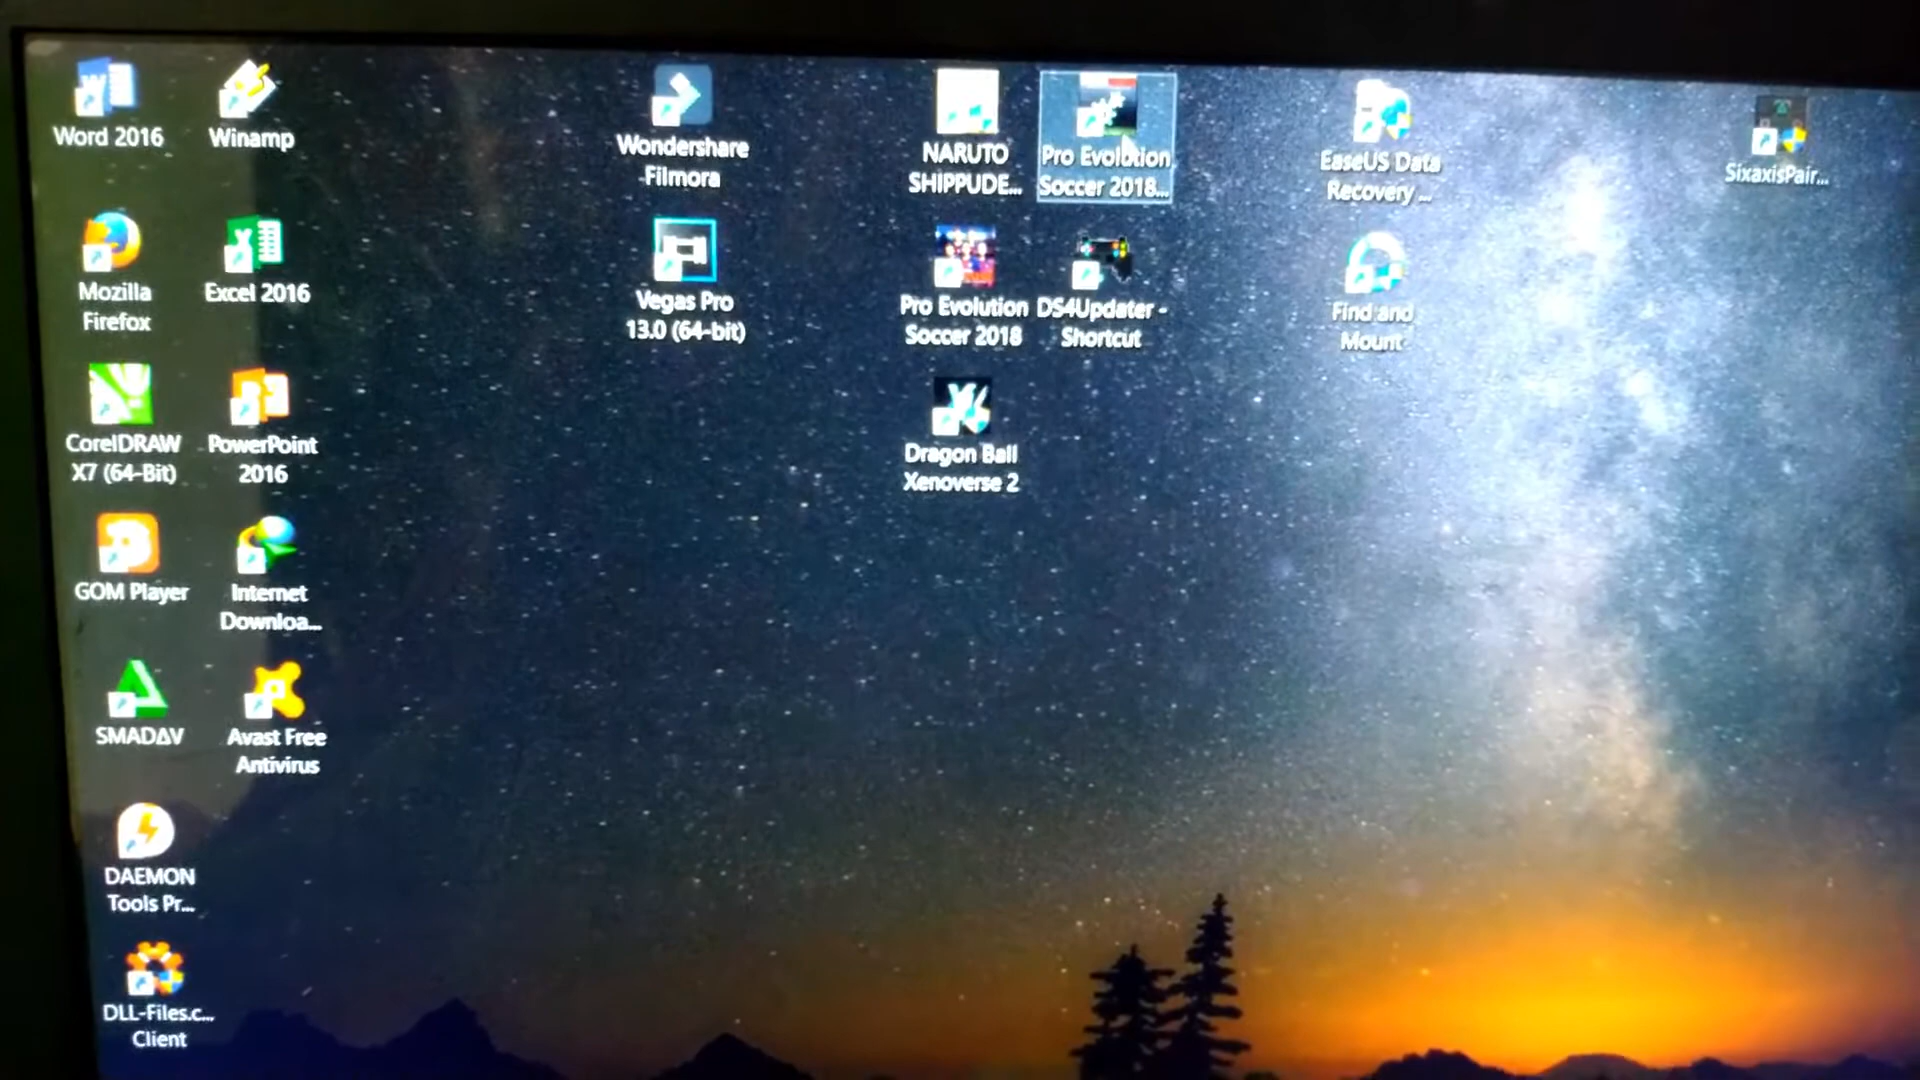 Word 2016
Winamp
Wondershare
Filmora
NARUTO
SHIPPUDE...
Pro Evolution
Soccer 2018...
EaseUS Data
Recovery ...
SixaxisPair...
Mozilla
Firefox
Excel 2016
Vegas Pro
13.0 (64-bit)
Pro Evolution
Soccer 2018
DS4Updater -
Shortcut
Find and
Mount
CorelDRAW
X7 (64-Bit)
PowerPoint
2016
Dragon Ball
Xenoverse 2
GOM Player
Internet
Downloa...
SMADΔV
Avast Free
Antivirus
DAEMON
Tools Pr...
DLL-Files.c...
Client